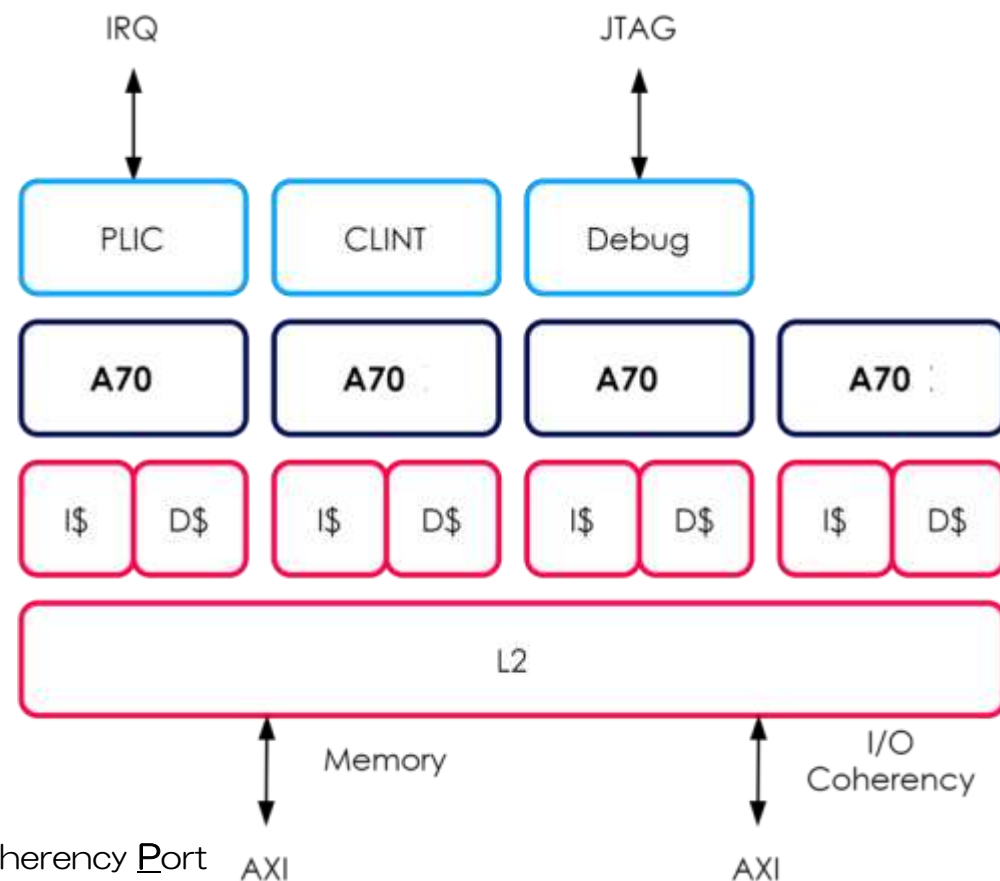 IRQ JTAG
PLIC CLINT Debug
A70 A70 A70 A70
I$ D$ I$ D$ I$ D$ I$ D$
L2
Memory
I/O
Coherency
herency Port
AXI AXI